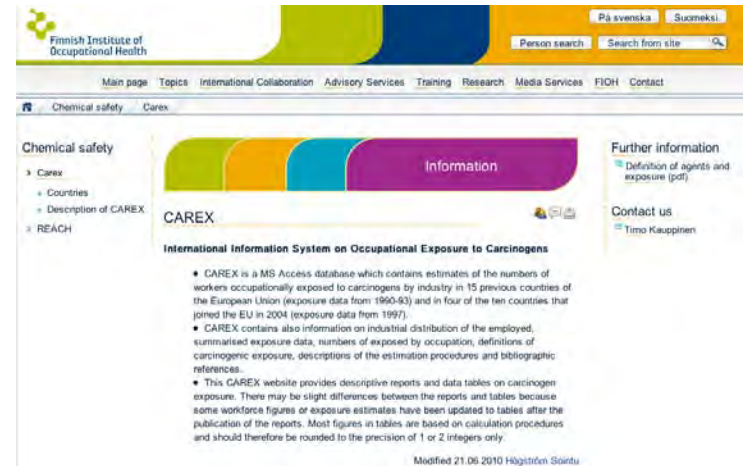 På svenska Suomeksi
Finnish Institute of
Occupational Health
Person search Search from site
Main page Topics International Collaboration Advisory Services Training Research Media Services FIOH Contact
Chemical safety Carex
Chemical safety
Carex
Countries
Description of CAREX
REACH
Information
CAREX
International Information System on Occupational Exposure to Carcinogens
• CAREX is a MS Access database which contains estimates of the numbers of
workers occupationally exposed to carcinogens by industry in 15 previous countries of
the European Union (exposure data from 1990-93) and in four of the ten countries that
joined the EU in 2004 (exposure data from 1997).
• CAREX contains also information on industrial distribution of the employed,
summarised exposure data, numbers of exposed by occupation, definitions of
carcinogenic exposure, descriptions of the estimation procedures and bibliographic
references.
• This CAREX website provides descriptive reports and data tables on carcinogen
exposure. There may be slight differences between the reports and tables because
some workforce figures or exposure estimates have been updated to tables after the
publication of the reports. Most figures in tables are based on calculation procedures
and should therefore be rounded to the precision of 1 or 2 integers only.
Modified 21.06.2010 Högström Sointu
Further information
Definition of agents and
exposure (pdf)
Contact us
Timo Kauppinen